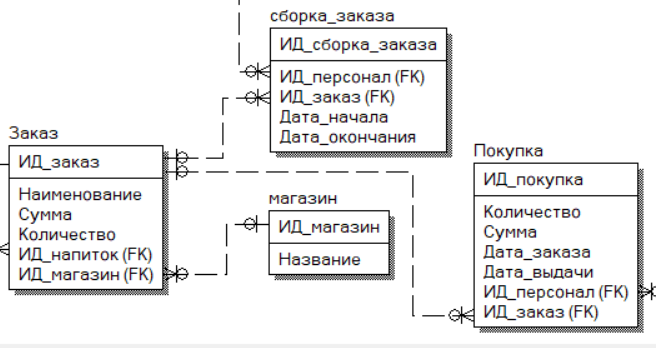 сборка_заказа
ИД_сборка_заказа
ИД_персонал (FK)
ИД_заказ (FK)
Дата_начала
Дата_окончания
Заказ
ИД_заказ
Наименование
Сумма
Количество
ИД_напиток (FK)
ИД_магазин (FK)
магазин
ИД_магазин
Название
Покупка
ИД_покупка
Количество
Сумма
Дата_заказа
Дата_выдачи
ИД_персонал (FK)
ИД_заказ (FK)